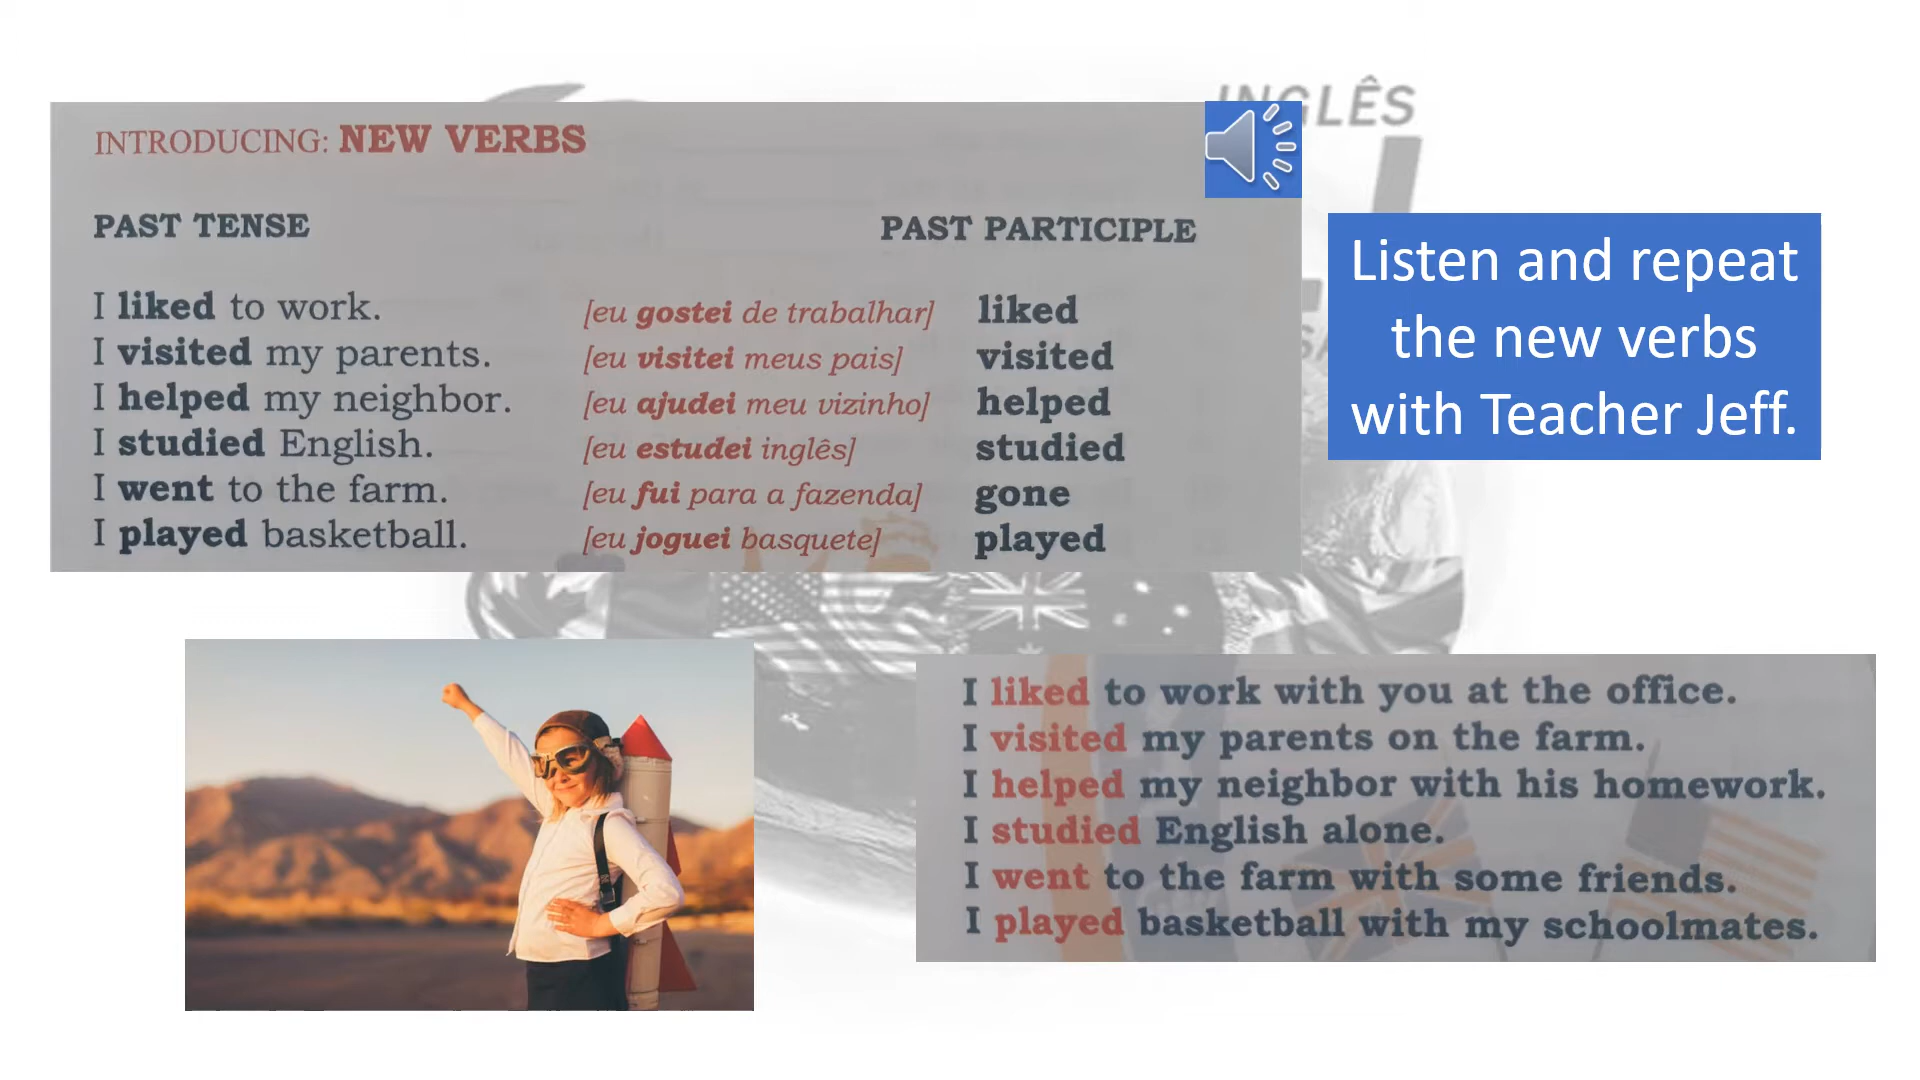 INGLÊS
INTRODUCING: NEW VERBS
PAST TENSE PAST PARTICIPLE
I liked to work. [eu gostei de trabalhar] liked
I visited my parents. [eu visitei meus pais] visited
I helped my neighbor. [eu ajudei meu vizinho] helped
I studied English. [eu estudei inglês] studied
I went to the farm. [eu fui para a fazenda] gone
I played basketball. [eu joguei basquete] played
Listen and repeat
the new verbs
with Teacher Jeff.
I liked to work with you at the office.
I visited my parents on the farm.
I helped my neighbor with his homework.
I studied English alone.
I went to the farm with some friends.
I played basketball with my schoolmates.